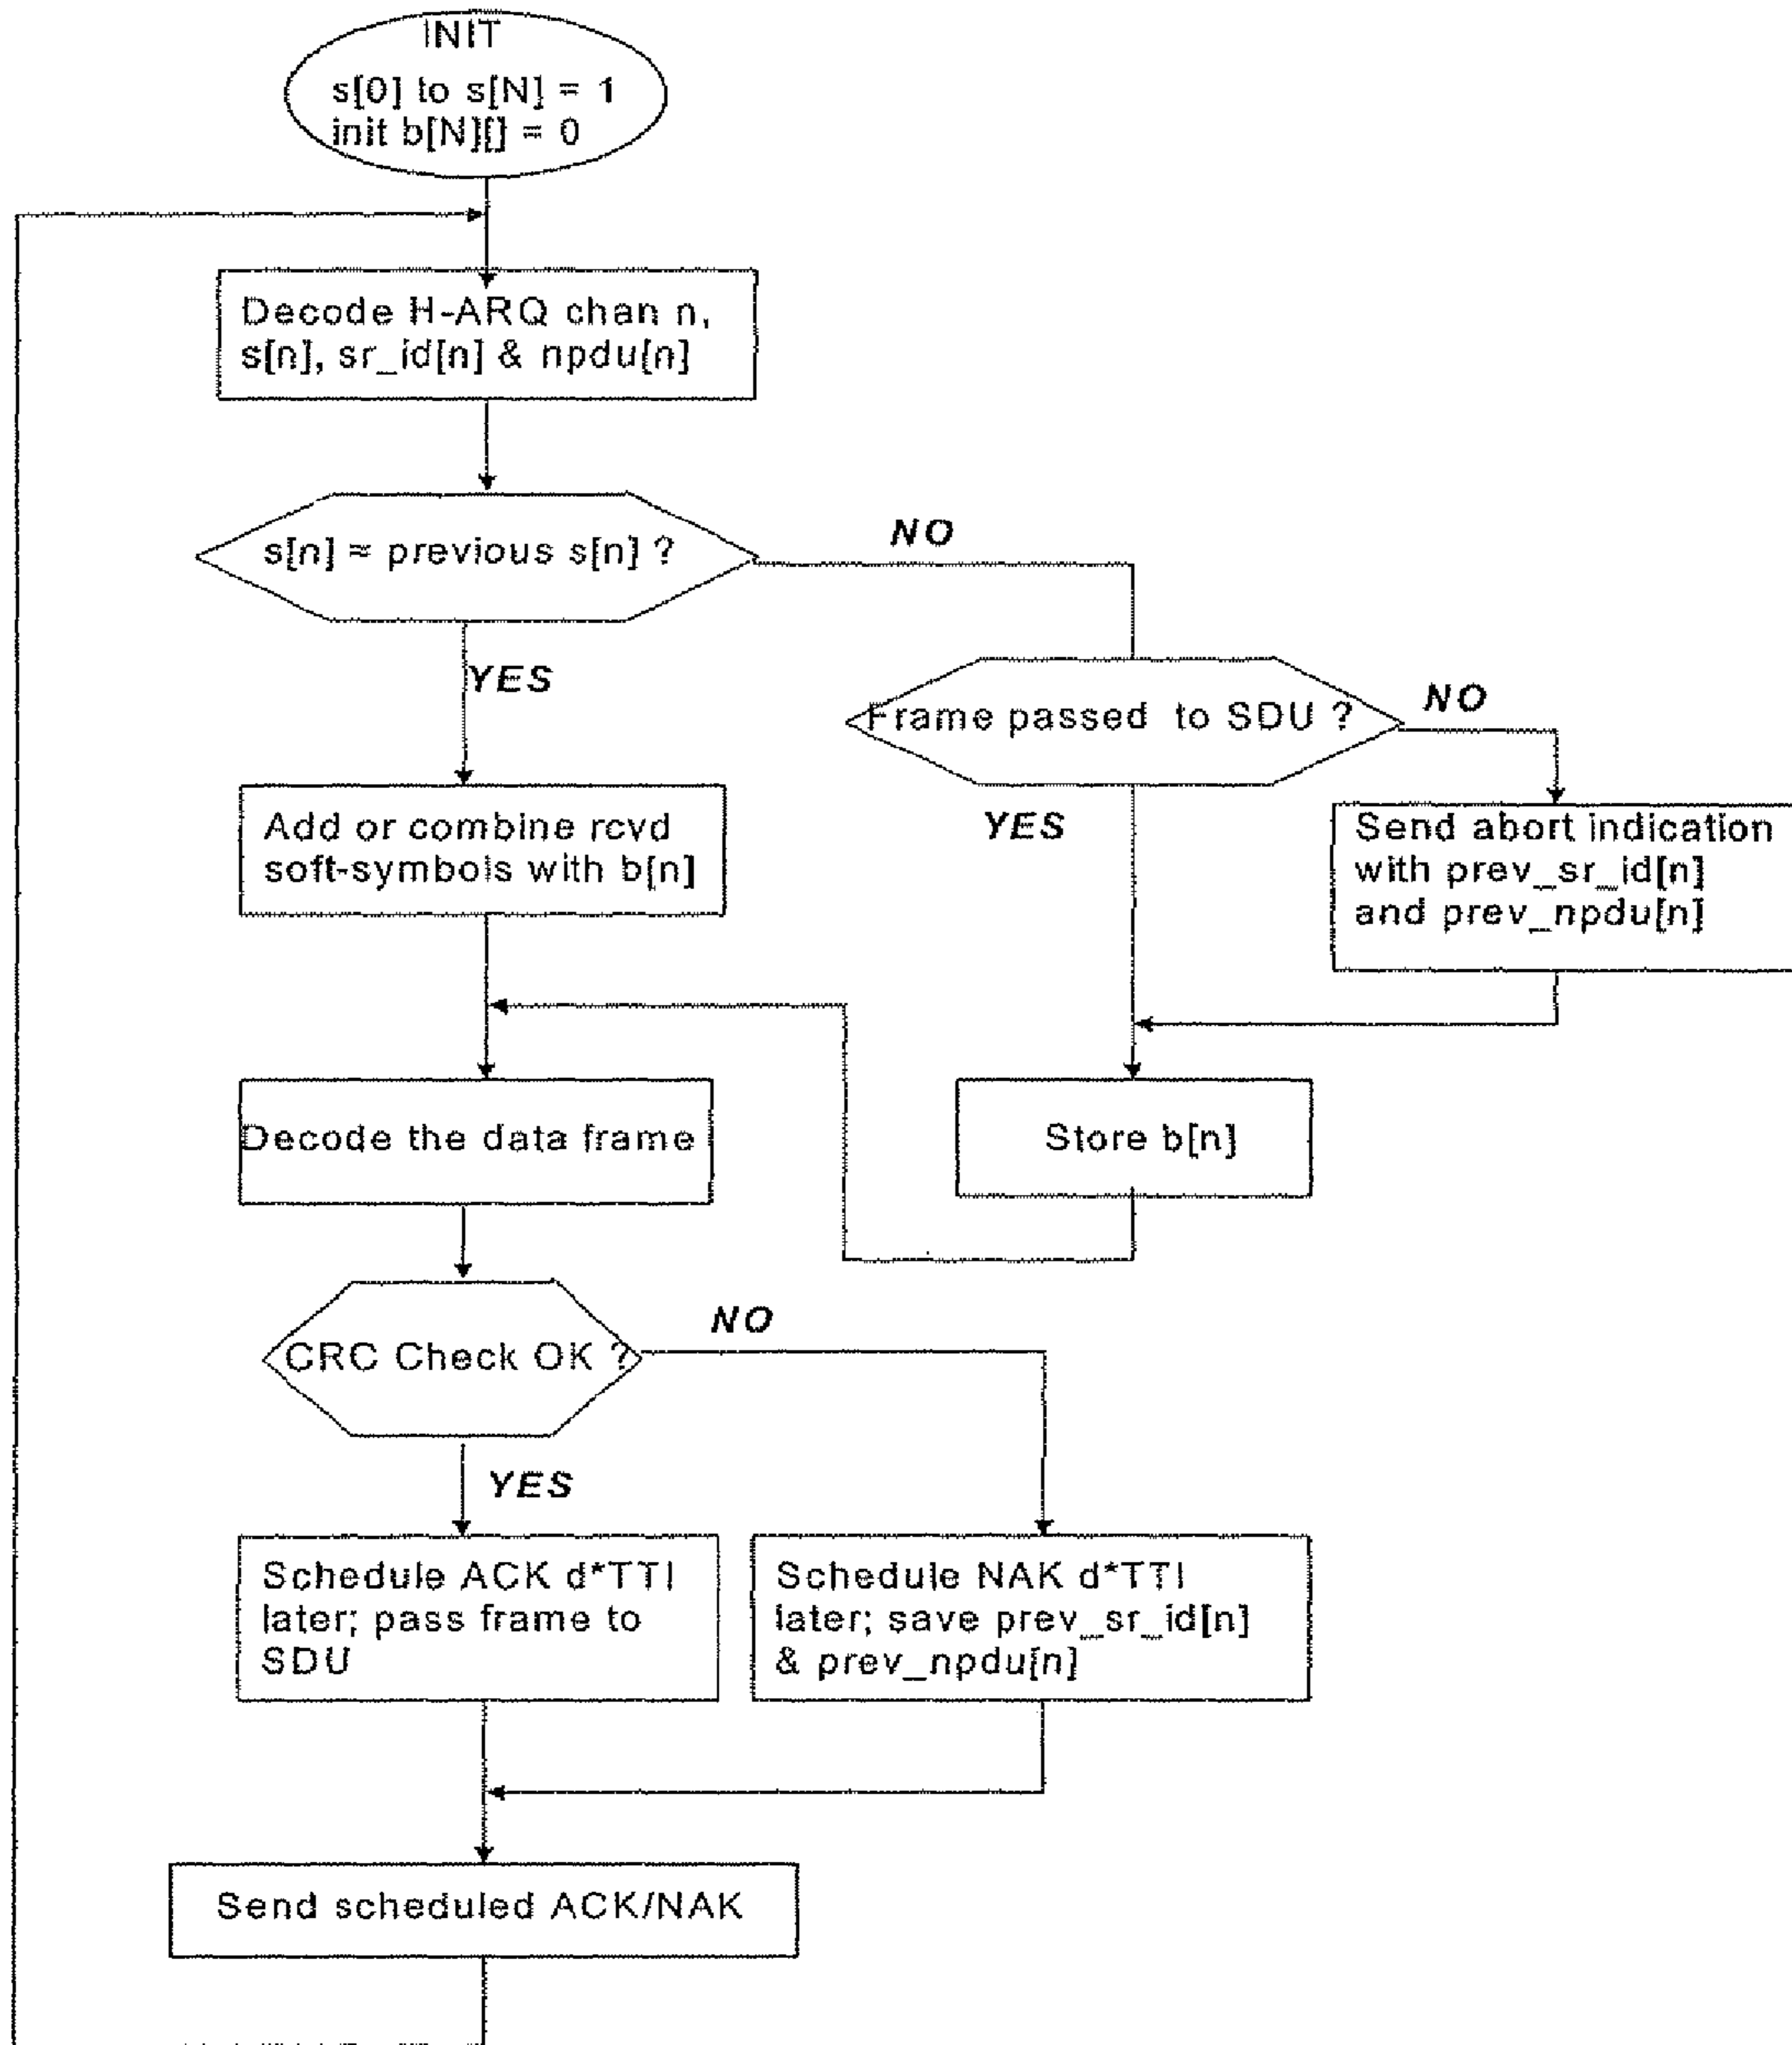 INIT
s[0] to s[N] = 1
init b[N][] = 0
Decode H-ARQ chan n,
s[n], sr_id[n] & npdu[n]
s[n] = previous s[n] ?
NO
YES
Frame passed to SDU ?
NO
YES
Add or combine rcvd
soft-symbols with b[n]
Send abort indication
with prev_sr_id[n]
and prev_npdu[n]
Decode the data frame
Store b[n]
CRC Check OK ?
NO
YES
Schedule ACK d*TTI
later; pass frame to
SDU
Schedule NAK d*TTI
later; save prev_sr_id[n]
& prev_npdu[n]
Send scheduled ACK/NAK